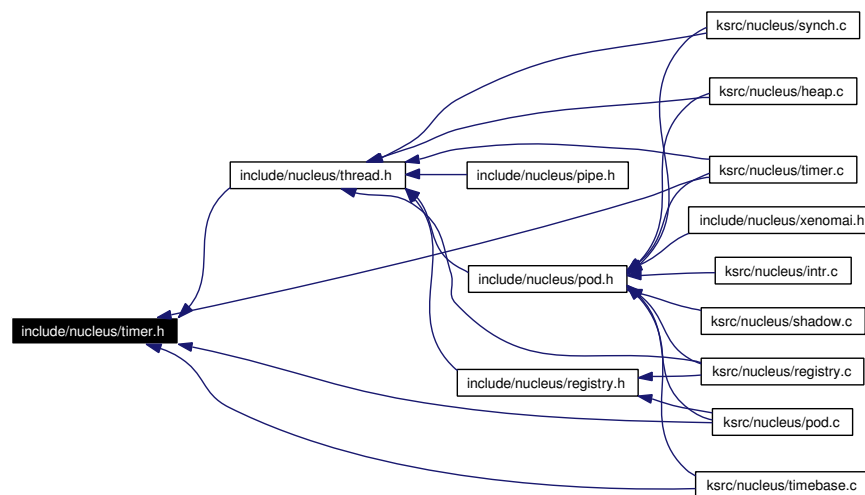 ksrc/nucleus/synch.c
ksrc/nucleus/heap.c
include/nucleus/thread.h
include/nucleus/pipe.h
ksrc/nucleus/timer.c
include/nucleus/xenomai.h
include/nucleus/pod.h
ksrc/nucleus/intr.c
include/nucleus/timer.h
ksrc/nucleus/shadow.c
include/nucleus/registry.h
ksrc/nucleus/registry.c
ksrc/nucleus/pod.c
ksrc/nucleus/timebase.c